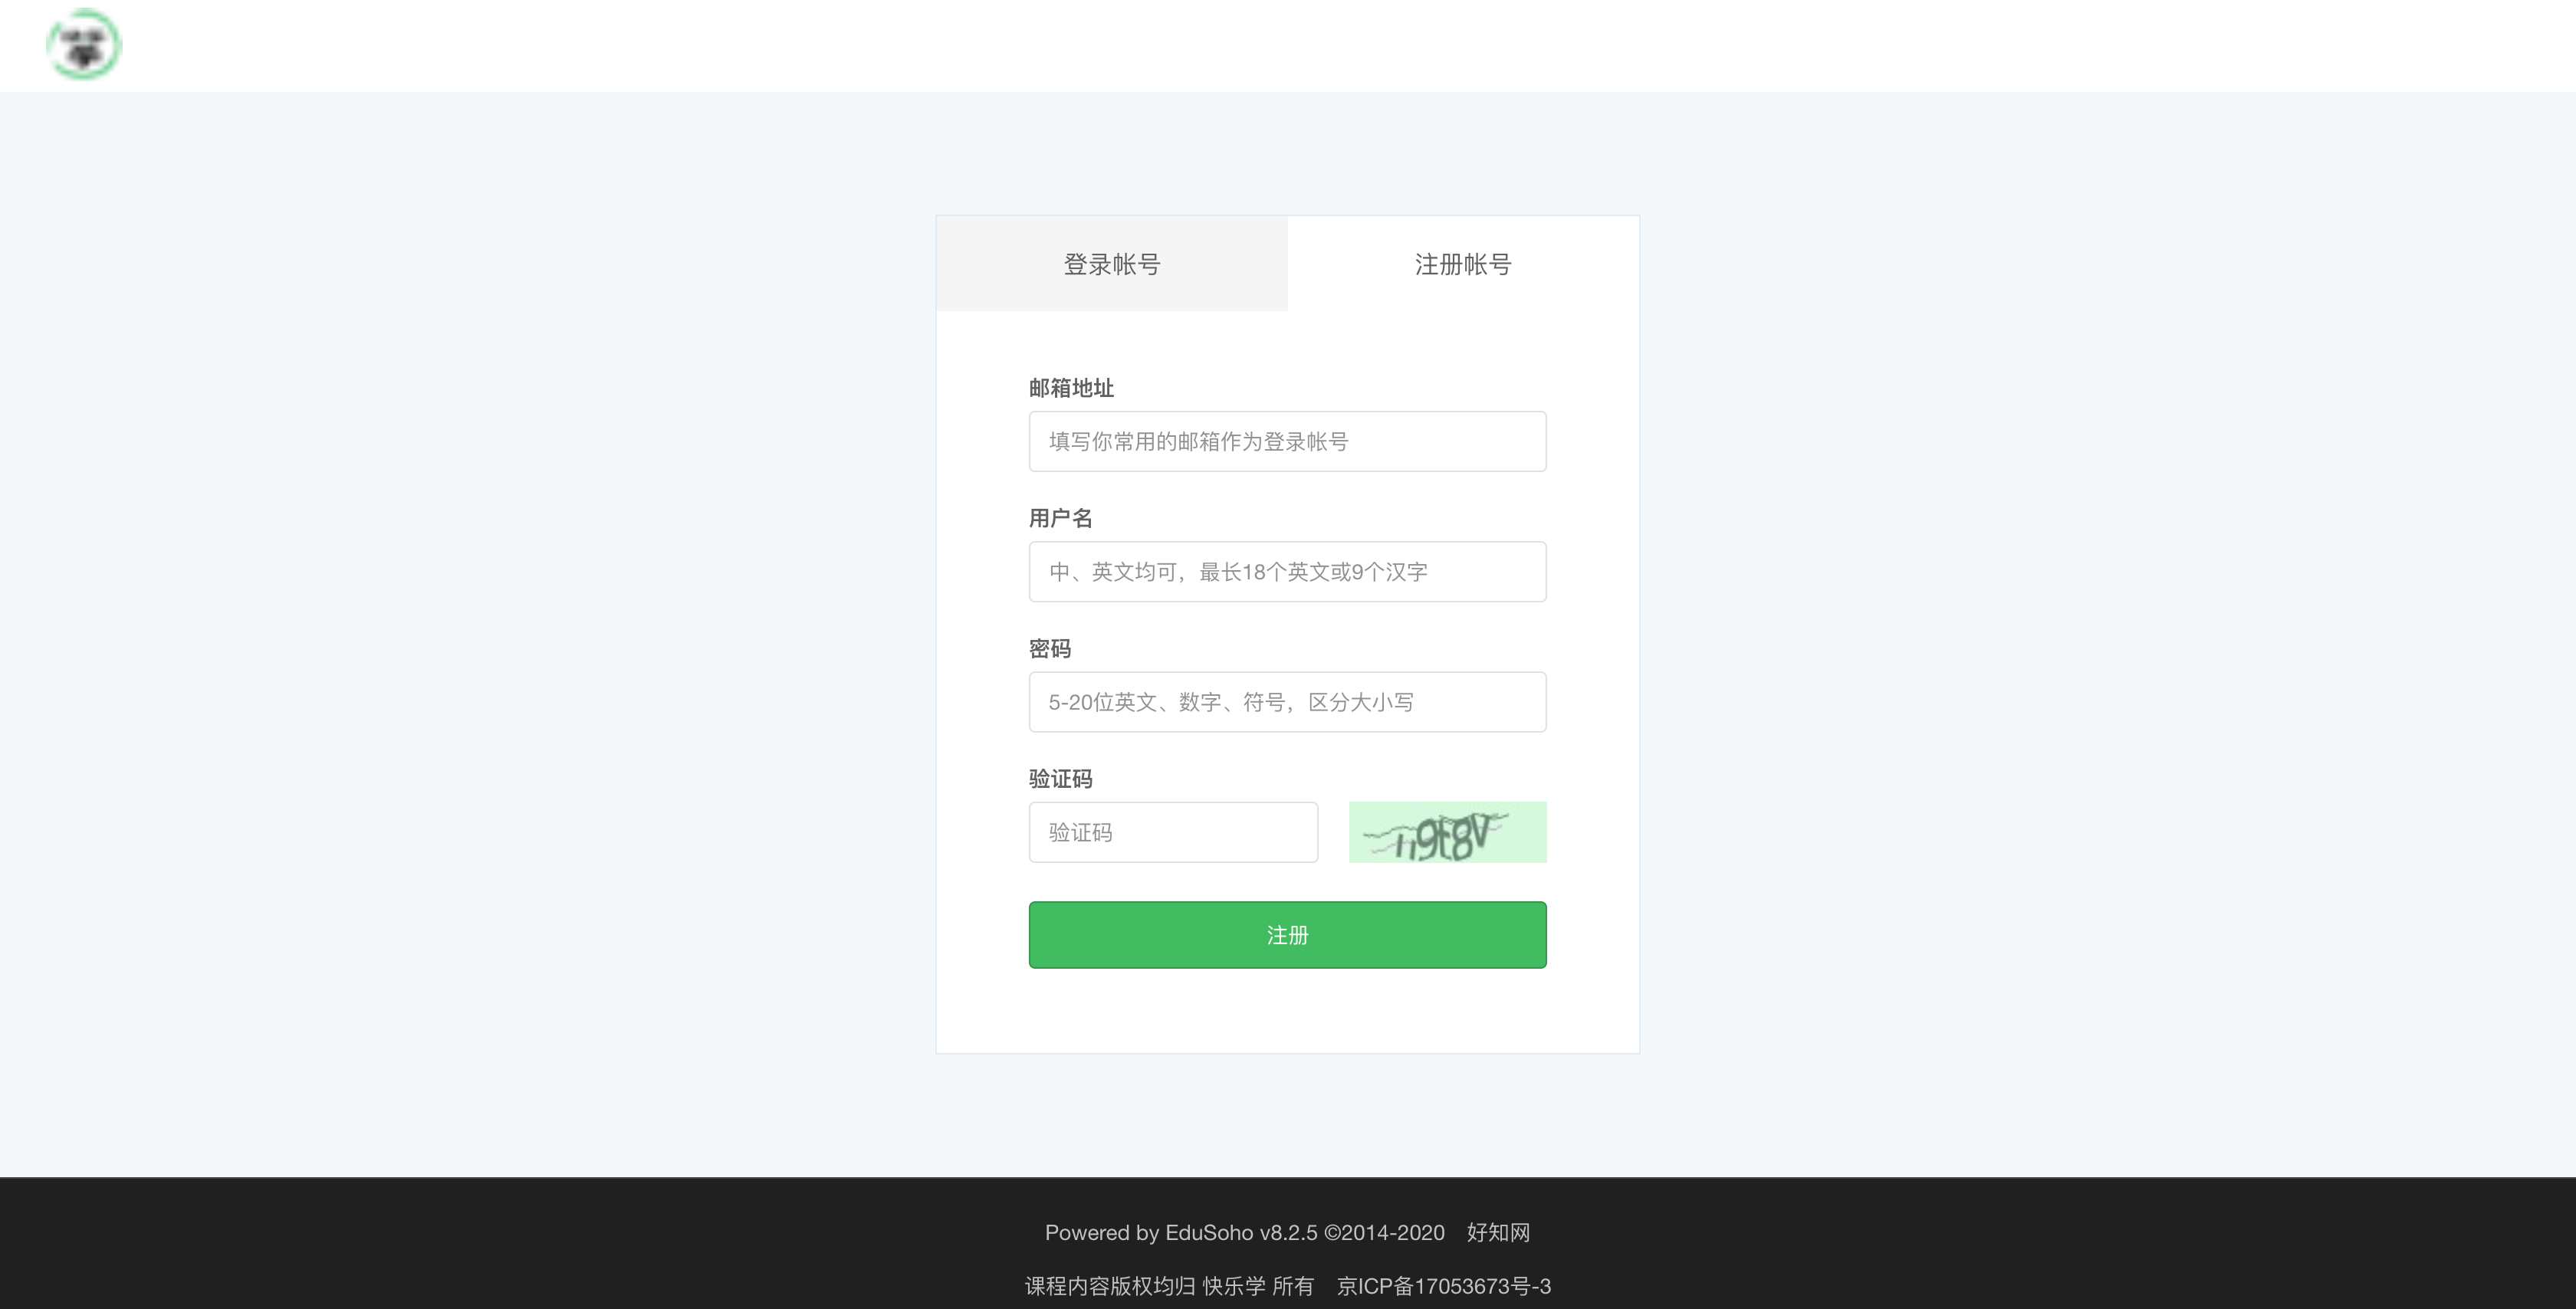 登录帐号
注册帐号
邮箱地址
填写你常用的邮箱作为登录帐号
用户名
中、英文均可，最长18个英文或9个汉字
密码
5-20位英文、数字、符号，区分大小写
验证码
验证码
注册
Powered by EduSoho v8.2.5 ©2014-2020 好知网
课程内容版权均归 快乐学 所有 京ICP备17053673号-3